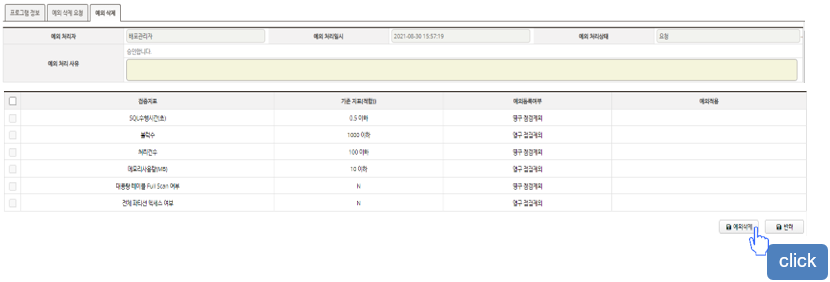 프로그램 정보 예외 삭제 요청 예외 삭제
예외 처리자 배포관리자 예외 처리일시 2021-08-30 13:57:19 예외 처리상태 요청
예외 처리 사유 승인합니다.
검증지표 기준 지표(적합) 예외등록여부 예외적용
SQL수행시간(초) 0.5 이하 영구 점검제외
블럭수 1000 이하 영구 점검제외
처리건수 100 이하 영구 점검제외
메모리사용량(MB) 10 이하 영구 점검제외
대용량 테이블 Full Scan 여부 N 영구 점검제외
전체 파티션 액세스 여부 N 영구 점검제외
예외삭제 반려
click